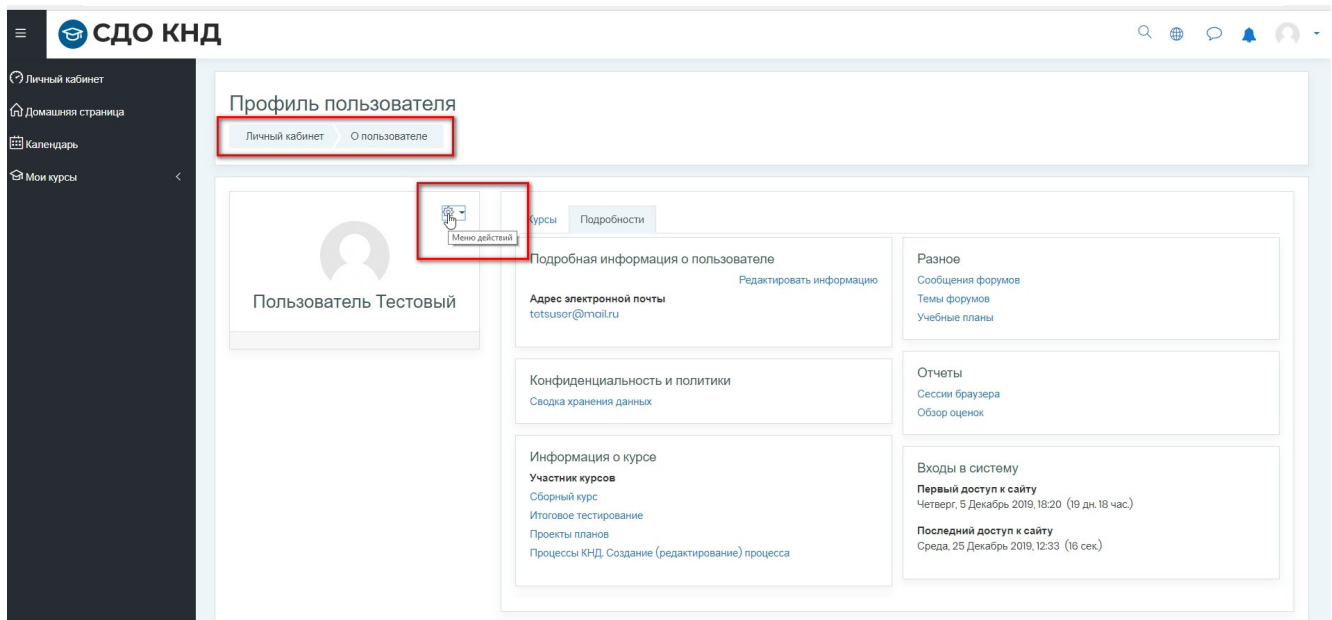 СДО КНД
Личный кабинет
Домашняя страница
Календарь
Мои курсы
Профиль пользователя
Личный кабинет
О пользователе
Меню действий
Пользователь Тестовый
Курсы
Подробности
Подробная информация о пользователе
Редактировать информацию
Адрес электронной почты
tetsuser@mail.ru
Конфиденциальность и политики
Сводка хранения данных
Информация о курсе
Участник курсов
Сборный курс
Итоговое тестирование
Проекты планов
Процессы КНД. Создание (редактирование) процесса
Разное
Сообщения форумов
Темы форумов
Учебные планы
Отчеты
Сессии браузера
Обзор оценок
Входы в систему
Первый доступ к сайту
Четверг, 5 Декабрь 2019, 18:20 (19 дн. 18 час.)
Последний доступ к сайту
Среда, 25 Декабрь 2019, 12:33 (16 сек.)